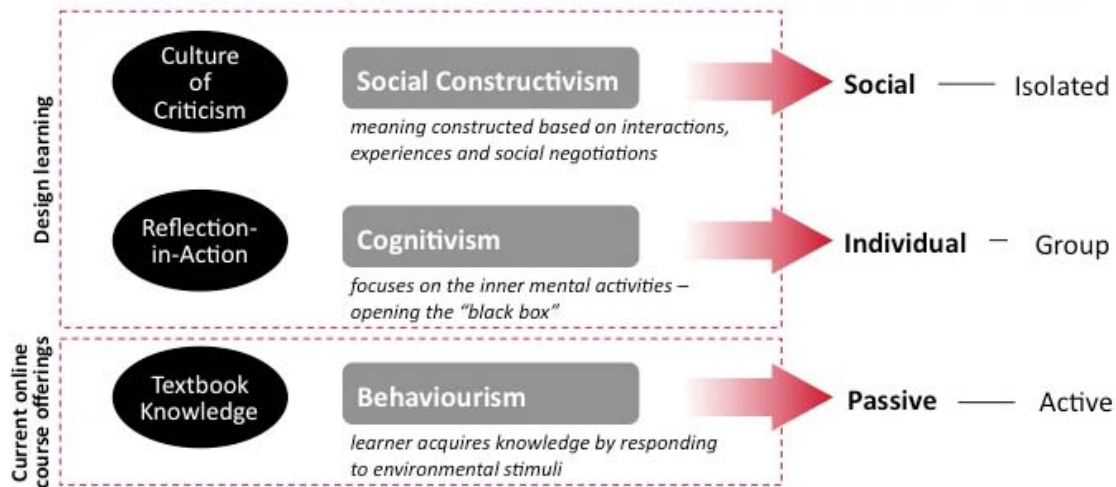 Design learning
Culture
of
Criticism
Social Constructivism
meaning constructed based on interactions,
experiences and social negotiations
Social — Isolated
Reflection-
in-Action
Cognitivism
focuses on the inner mental activities –
opening the “black box”
Individual – Group
Current online
course offerings
Textbook
Knowledge
Behaviourism
learner acquires knowledge by responding
to environmental stimuli
Passive — Active